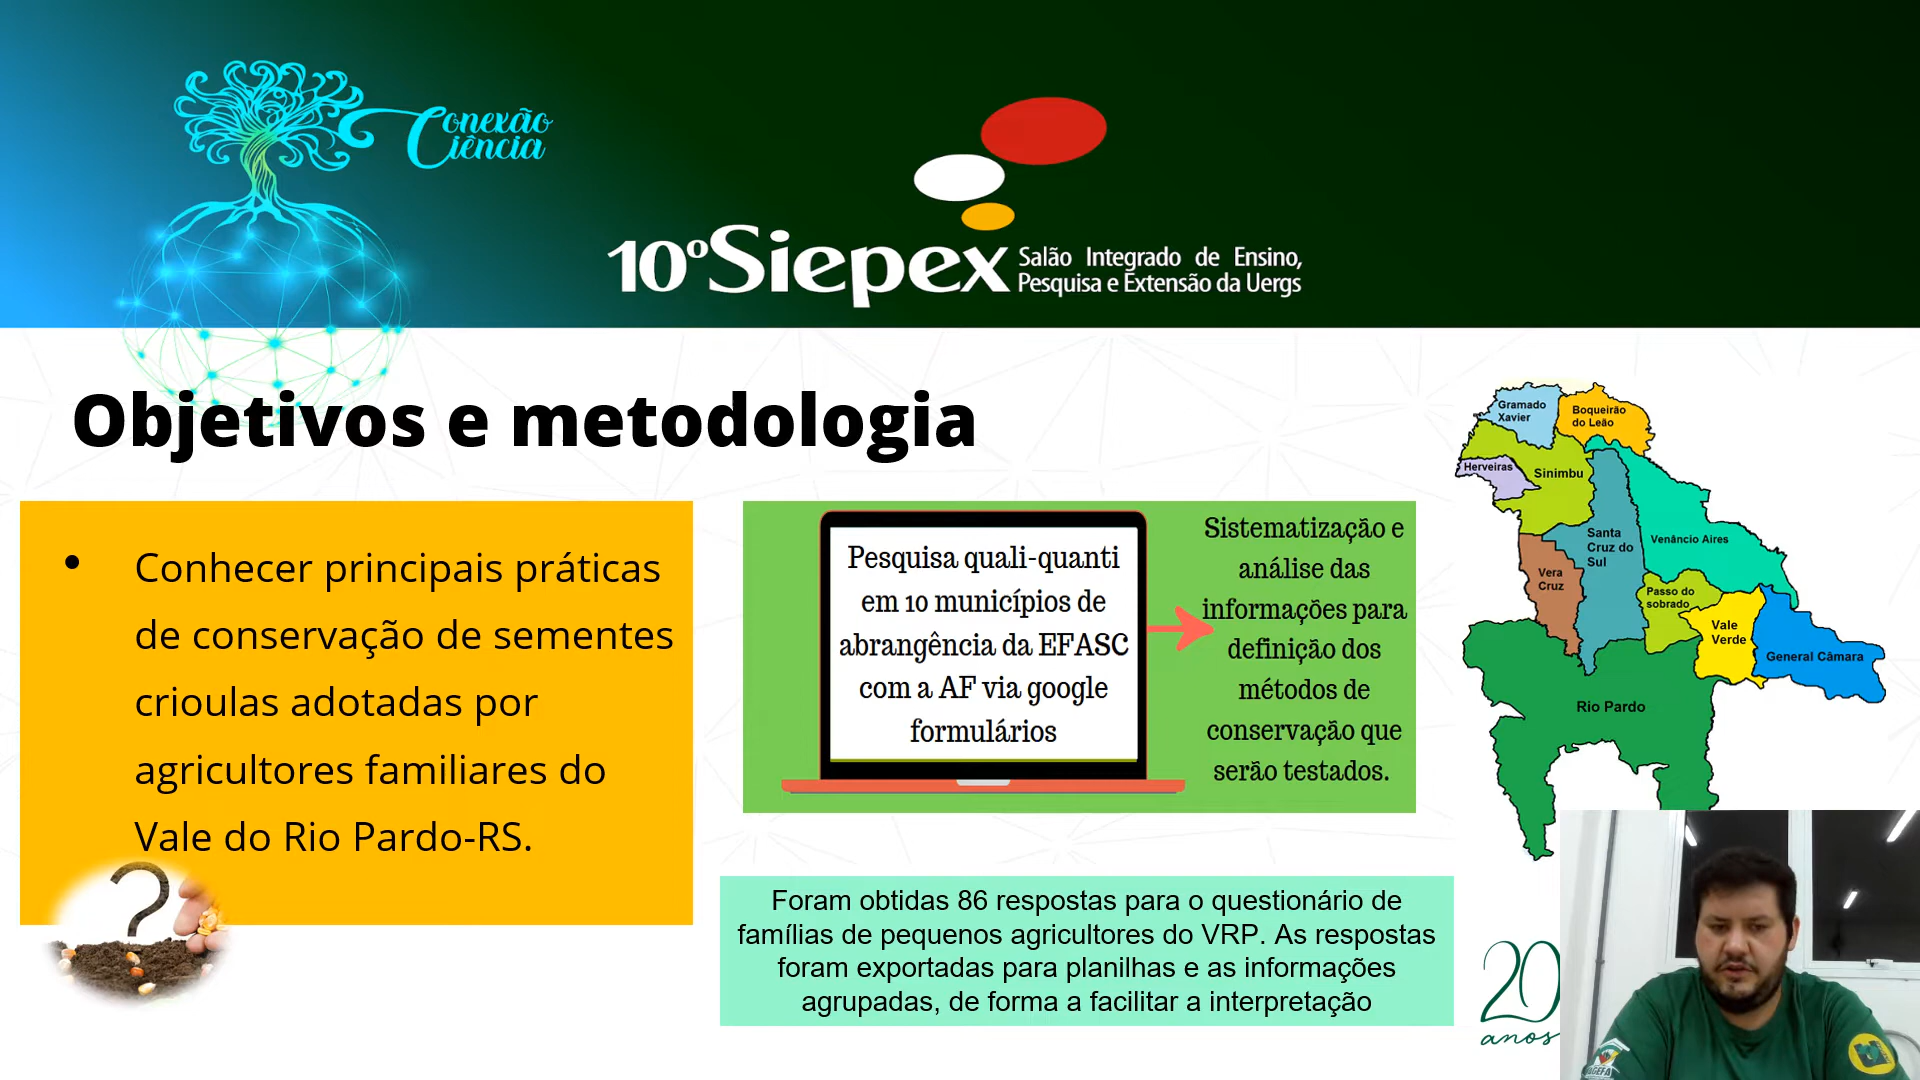 Conexão
Ciência
10º Siepex
Salão Integrado de Ensino,
Pesquisa e Extensão da Uergs
Objetivos e metodologia
• Conhecer principais práticas
de conservação de sementes
crioulas adotadas por
agricultores familiares do
Vale do Rio Pardo-RS.
?
Pesquisa quali-quanti
em 10 municípios de
abrangência da EFASC
com a AF via google
formulários
Sistematização e
análise das
informações para
definição dos
métodos de
conservação que
serão testados.
Foram obtidas 86 respostas para o questionário de
famílias de pequenos agricultores do VRP. As respostas
foram exportadas para planilhas e as informações
agrupadas, de forma a facilitar a interpretação
Gramado
Xavier
Boqueirão
do Leão
Herveiras
Sinimbu
Santa
Cruz do
Sul
Venâncio Aires
Vera
Cruz
Passo do
sobrado
Vale
Verde
General Câmara
Rio Pardo
20
anos
AGEFA